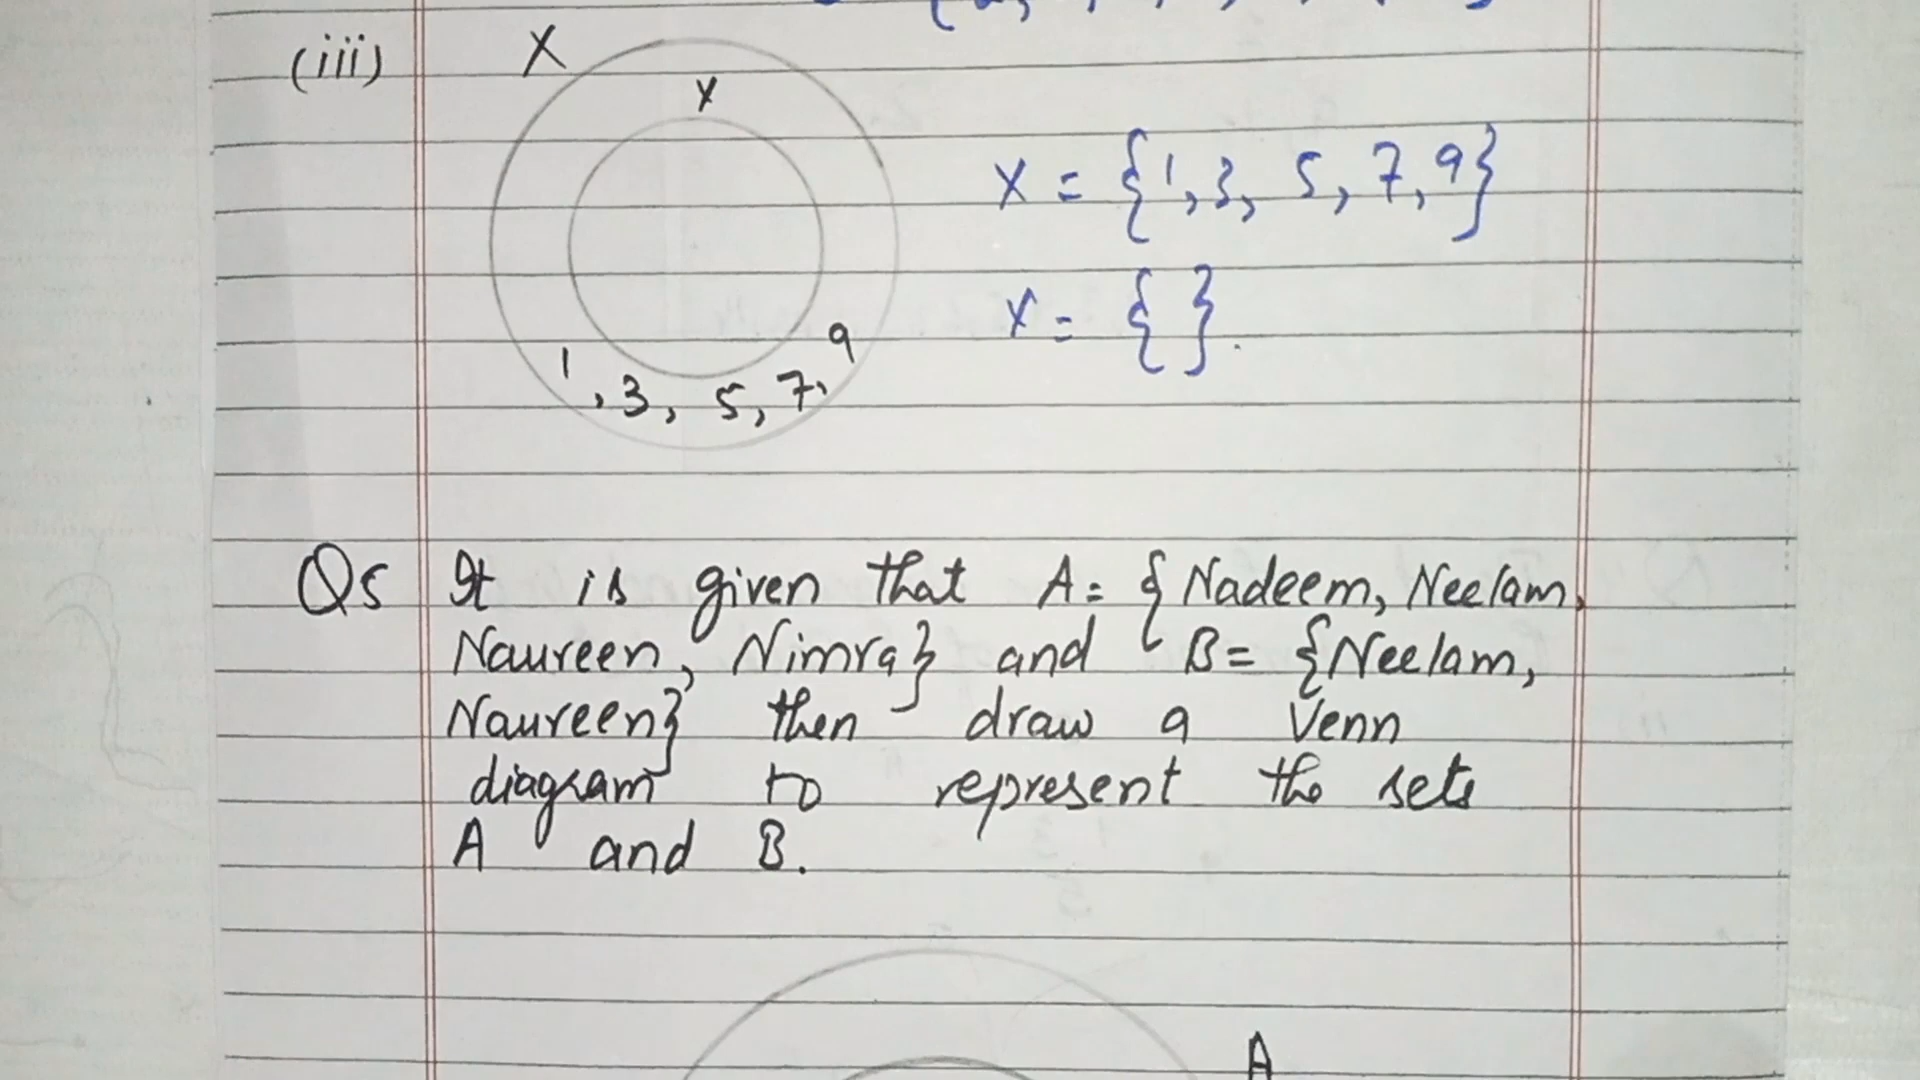 (iii) X
Y
X = {1, 3, 5, 7, 9}
Y = { }.
1, 3, 5, 7, 9
Q5 It is given that A= { Nadeem, Neelam,
Naureen, Nimra} and B= {Neelam,
Naureen} then draw a Venn
diagram to represent the sets
A and B.
A